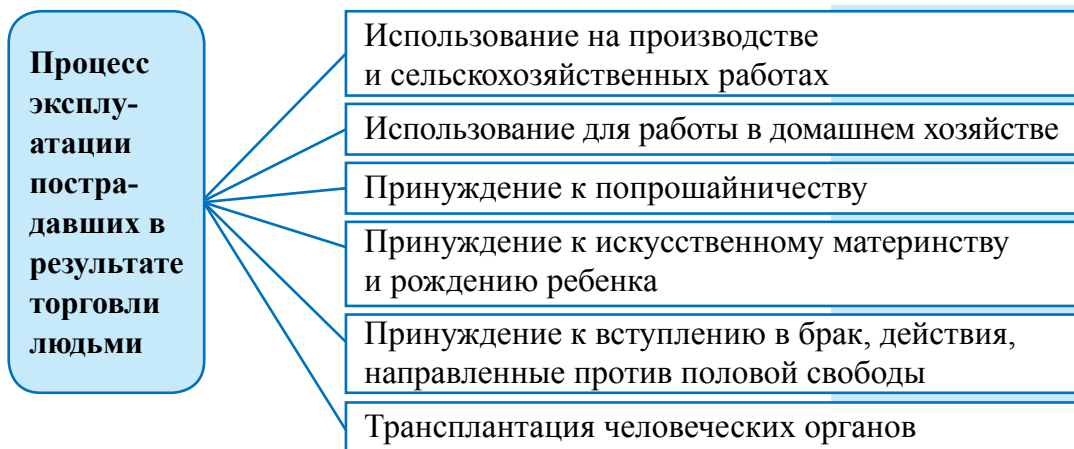 Процесс
эксплу-
атации
постра-
давших в
результате
торговли
людьми
Использование на производстве
и сельскохозяйственных работах
Использование для работы в домашнем хозяйстве
Принуждение к попрошайничеству
Принуждение к искусственному материнству
и рождению ребенка
Принуждение к вступлению в брак, действия,
направленные против половой свободы
Трансплантация человеческих органов